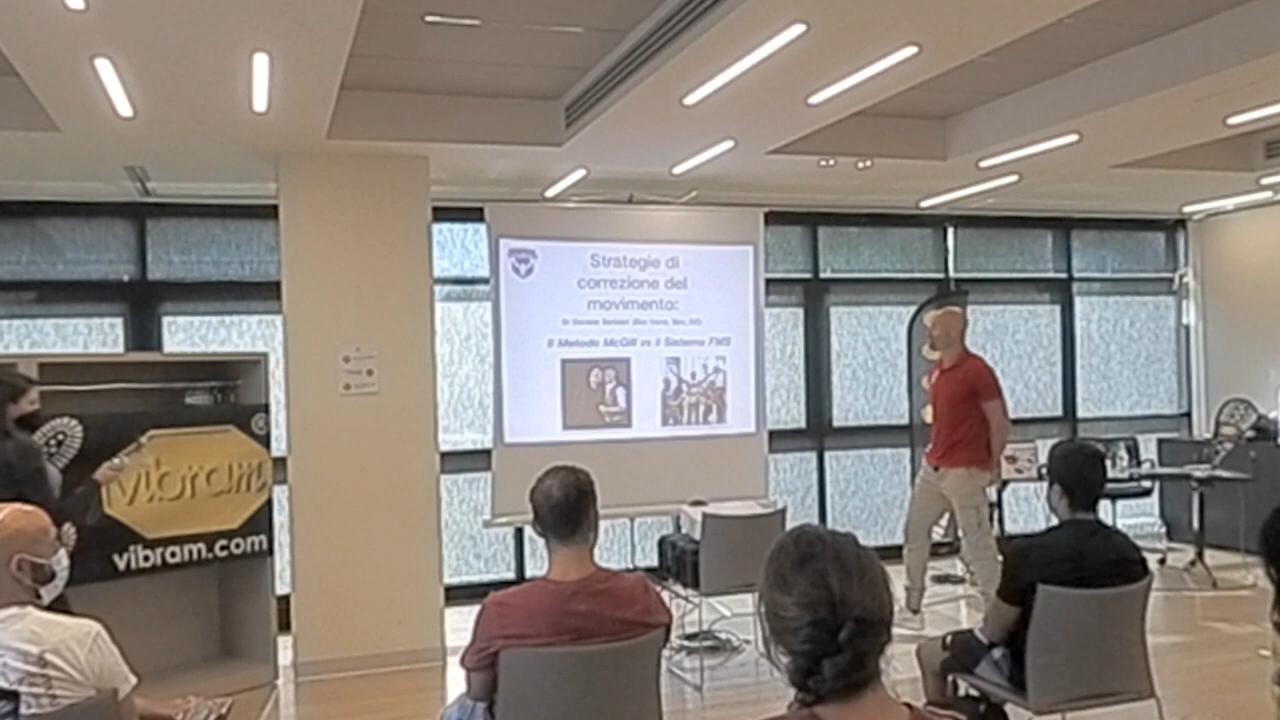 Strategie di
correzione del
movimento:
Il Metodo McGill vs il Sistema FMS
vibram
®
vibram.com